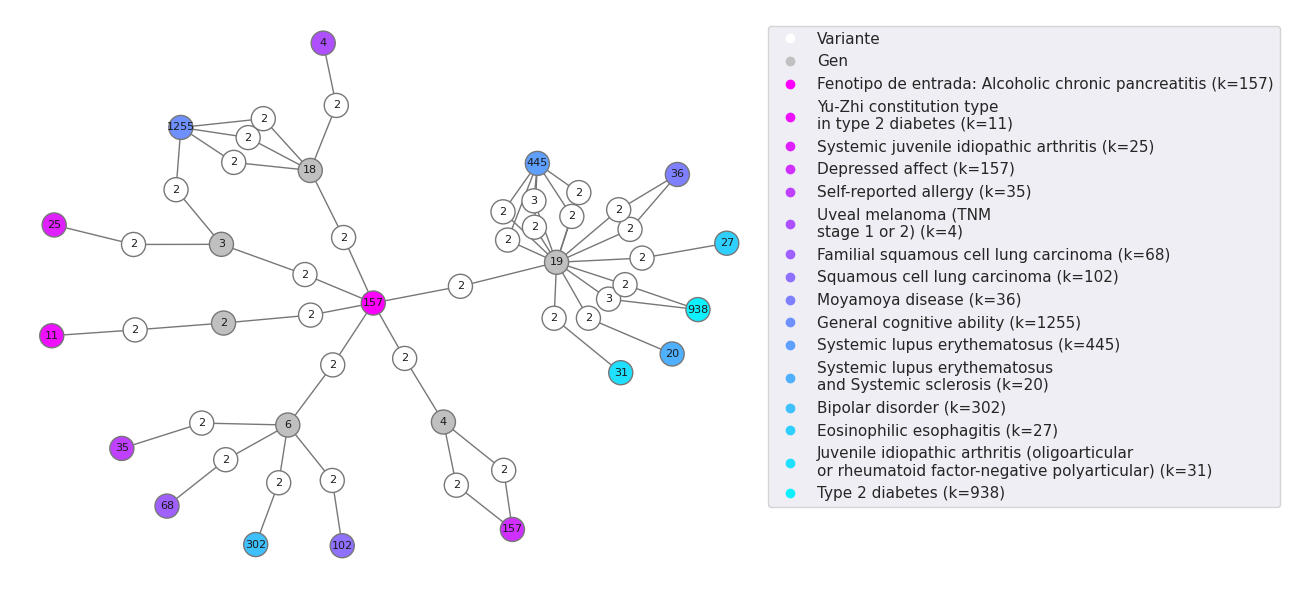 4
2
1255
2
2
2
18
2
25
2
3
2
2
157
2
11
2
2
2
2
2
35
2
6
2
68
2
302
2
102
4
2
2
157
445
3
2
2
2
2
2
19
36
2
2
2
27
2
3
938
2
2
20
31
Variante
Gen
Fenotipo de entrada: Alcoholic chronic pancreatitis (k=157)
Yu-Zhi constitution type
in type 2 diabetes (k=11)
Systemic juvenile idiopathic arthritis (k=25)
Depressed affect (k=157)
Self-reported allergy (k=35)
Uveal melanoma (TNM
stage 1 or 2) (k=4)
Familial squamous cell lung carcinoma (k=68)
Squamous cell lung carcinoma (k=102)
Moyamoya disease (k=36)
General cognitive ability (k=1255)
Systemic lupus erythematosus (k=445)
Systemic lupus erythematosus
and Systemic sclerosis (k=20)
Bipolar disorder (k=302)
Eosinophilic esophagitis (k=27)
Juvenile idiopathic arthritis (oligoarticular
or rheumatoid factor-negative polyarticular) (k=31)
Type 2 diabetes (k=938)